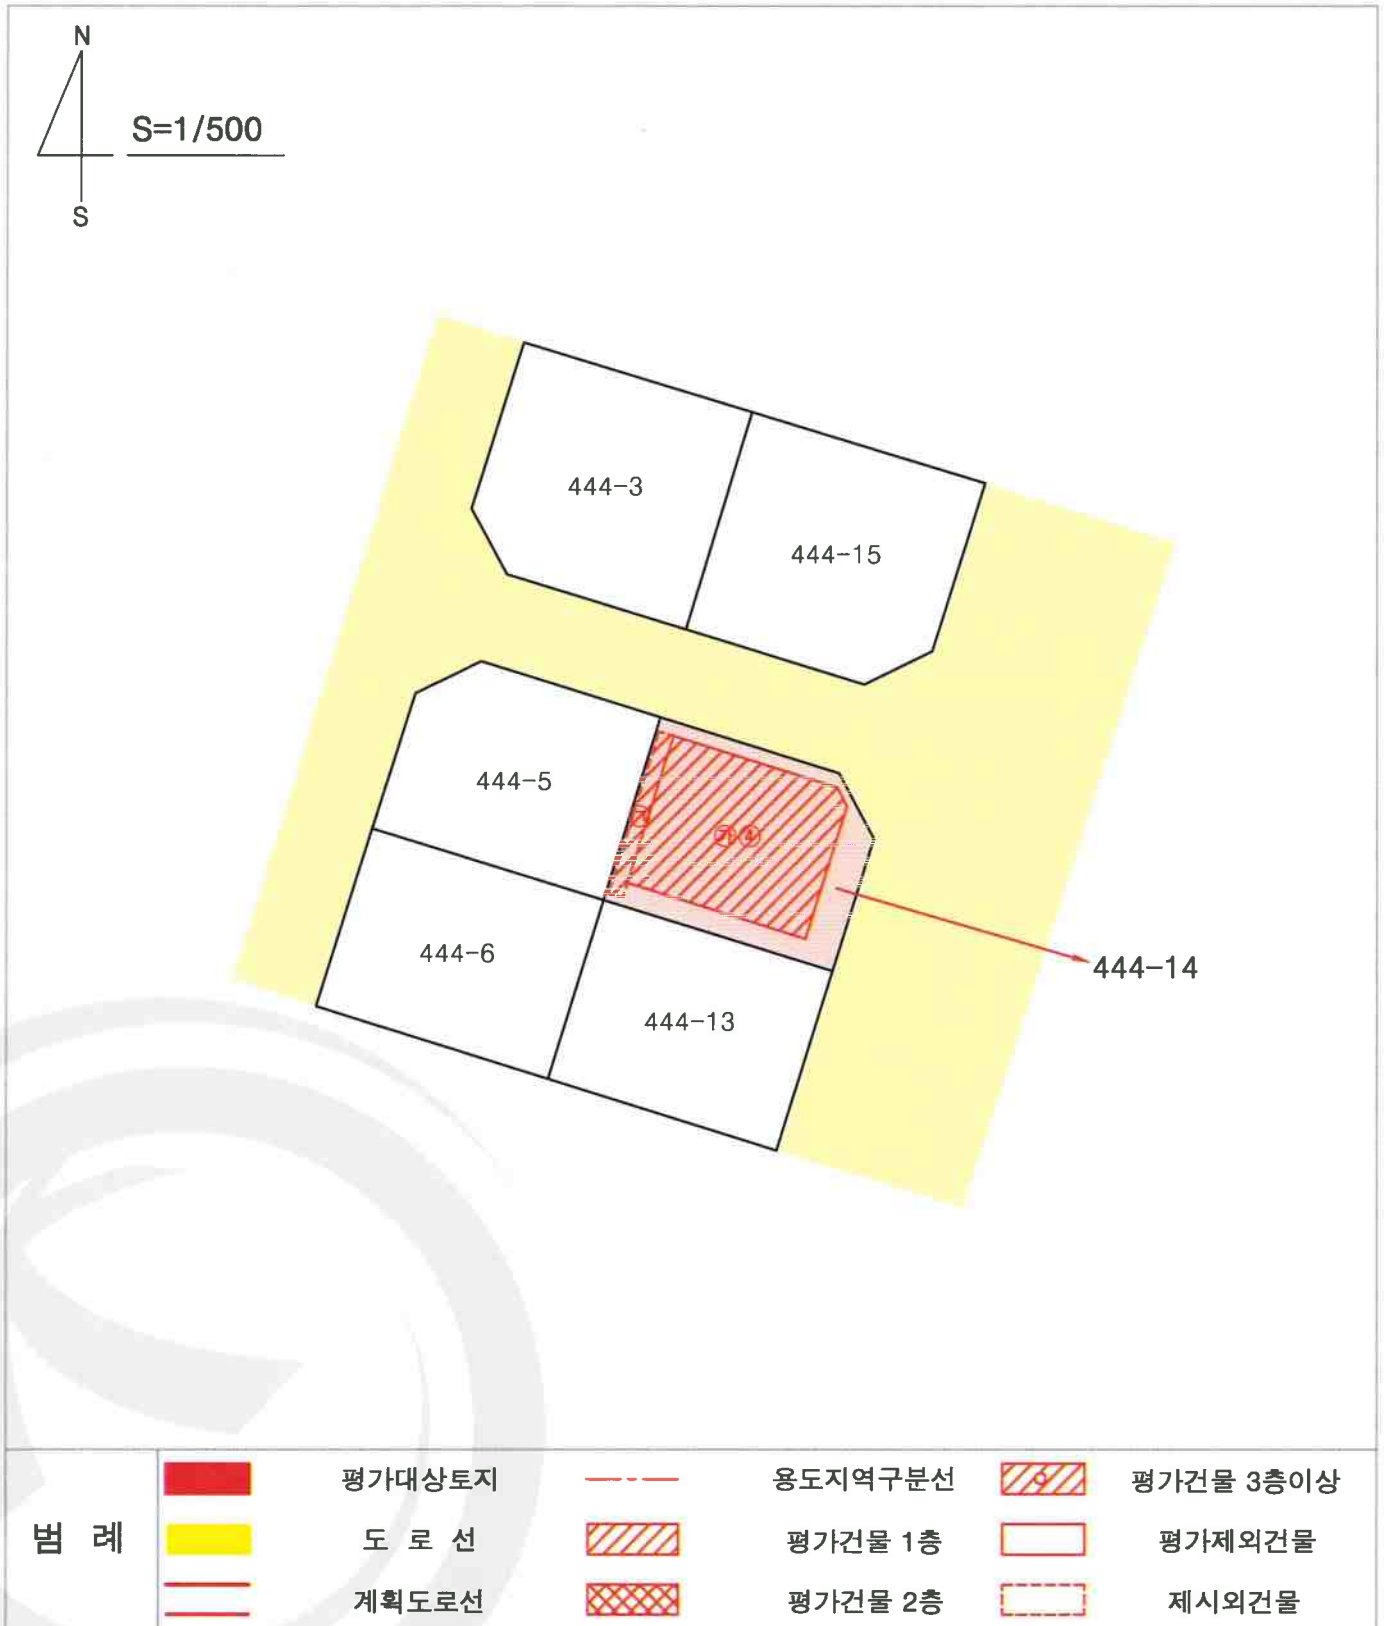 N
S=1/500
S
444-3
444-15
444-5
㉮ ④
444-14
444-6
444-13
범 례
평가대상토지
용도지역구분선
평가건물 3층이상
도 로 선
평가건물 1층
평가제외건물
계획도로선
평가건물 2층
제시외건물